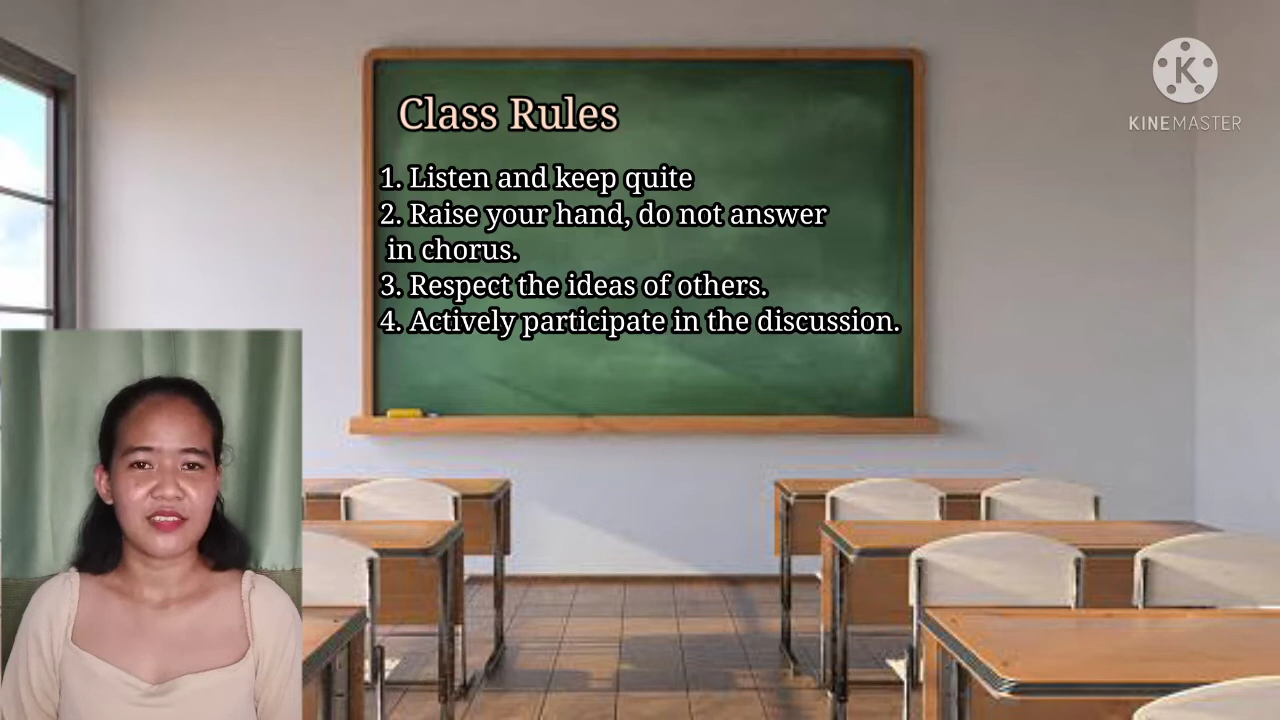 Class Rules
1. Listen and keep quite
2. Raise your hand, do not answer
in chorus.
3. Respect the ideas of others.
4. Actively participate in the discussion.
K
KINEMASTER